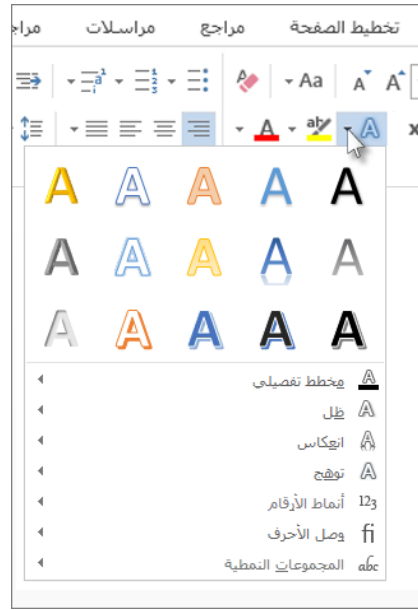 تخطيط الصفحة مراجع مراسلات
Aa A A
A aby A
A A A A A
A A A A A
A A A A A
A مخطط تفصيلي
A ظل
A انعكاس
A توهج
123 أنماط الأرقام
fi وصل الأحرف
abc المجموعات النمطية